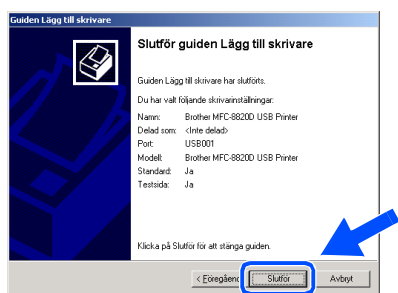 Guiden Lägg till skrivare
Slutför guiden Lägg till skrivare
Guiden Lägg till skrivare har slutförts.
Du har valt följande skrivarinställningar:
Namn: Brother MFC-8820D USB Printer
Delad som: <Inte delad>
Port: USB001
Modell: Brother MFC-8820D USB Printer
Standard: Ja
Testsida: Ja
Klicka på Slutför för att stänga guiden.
< Föregåend Slutför Avbryt